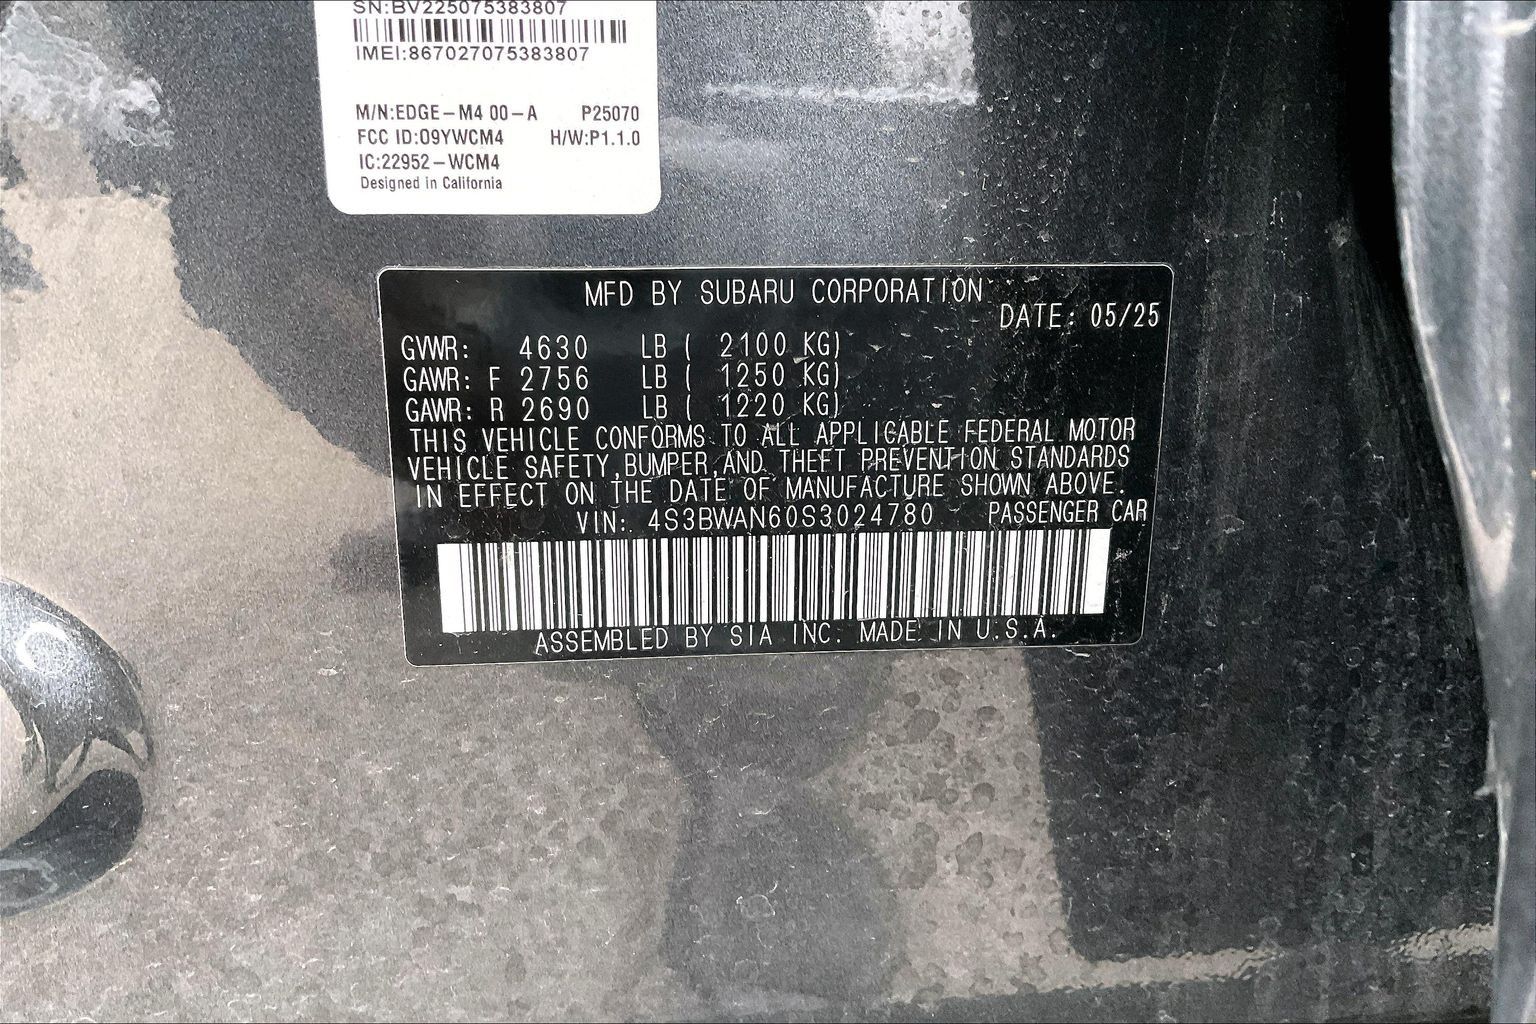 SN:BV225075383807
IMEI:867027075383807
M/N:EDGE-M4 00-A P25070
FCC ID:O9YWCM4 H/W:P1.1.0
IC:22952-WCM4
Designed in California
MFD BY SUBARU CORPORATION
DATE: 05/25
GVWR: 4630 LB ( 2100 KG)
GAWR: F 2756 LB ( 1250 KG)
GAWR: R 2690 LB ( 1220 KG)
THIS VEHICLE CONFORMS TO ALL APPLICABLE FEDERAL MOTOR
VEHICLE SAFETY,BUMPER,AND THEFT PREVENTION STANDARDS
IN EFFECT ON THE DATE OF MANUFACTURE SHOWN ABOVE.
VIN: 4S3BWAN60S3024780 PASSENGER CAR
ASSEMBLED BY SIA INC. MADE IN U.S.A.